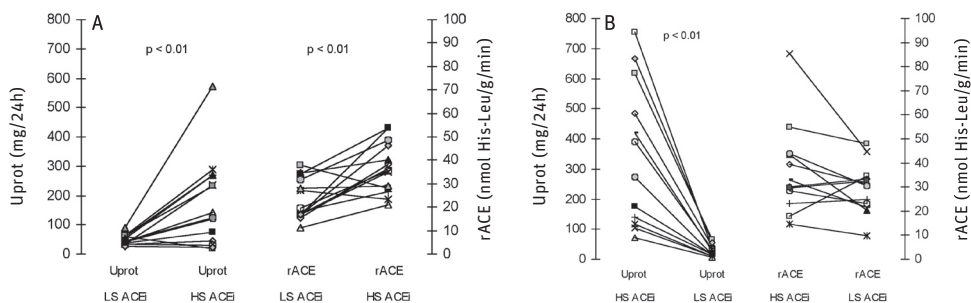 A
p < 0.01
p < 0.01
Uprot (mg/24h)
800
700
600
500
400
300
200
100
0
100
90
80
70
60
50
40
30
20
10
0
rACE (nmol His-Leu/g/min)
Uprot
Uprot
rACE
rACE
LS ACEi
HS ACEi
LS ACEi
HS ACEi
B
p < 0.01
Uprot (mg/24h)
800
700
600
500
400
300
200
100
0
100
90
80
70
60
50
40
30
20
10
0
rACE (nmol His-Leu/g/min)
Uprot
Uprot
rACE
rACE
HS ACEi
LS ACEi
HS ACEi
LS ACEi